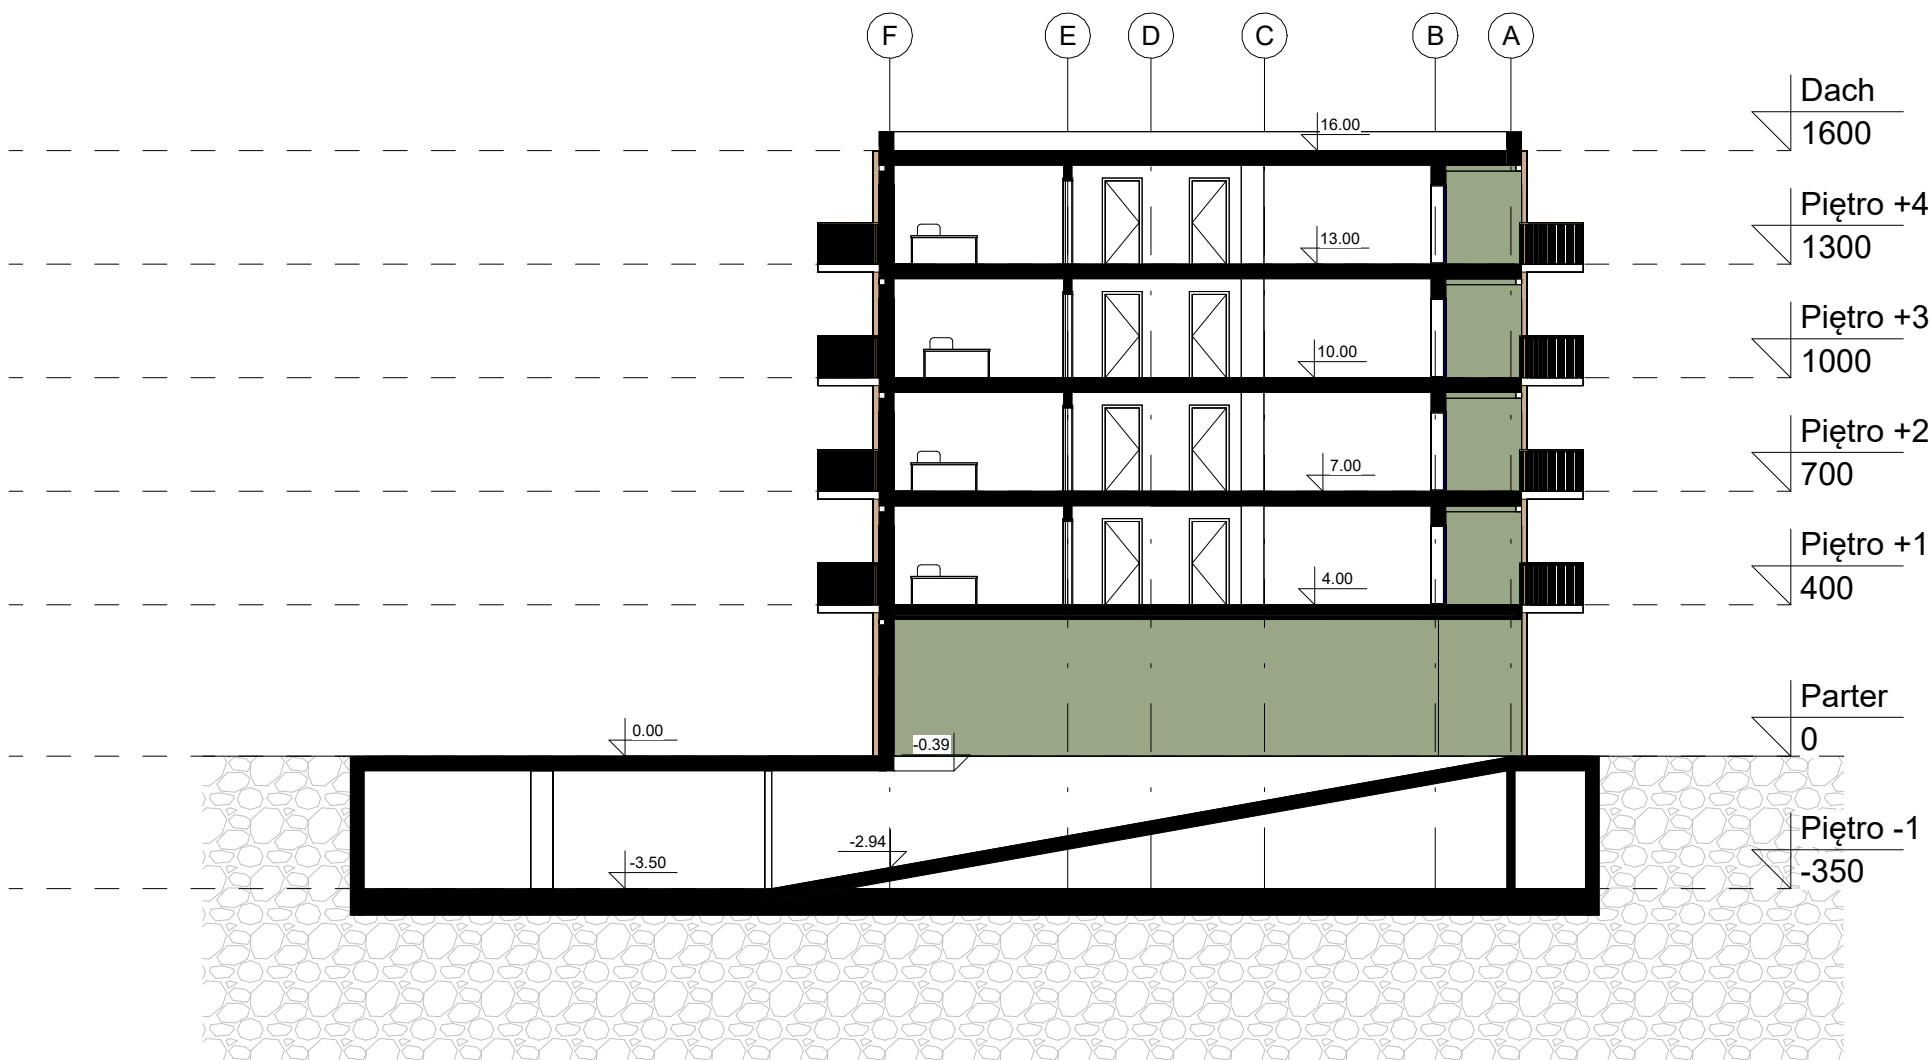 F E D C B A
Dach
1600
16.00
Piętro +4
1300
13.00
Piętro +3
1000
10.00
Piętro +2
700
7.00
Piętro +1
400
4.00
Parter
0
0.00
-0.39
Piętro -1
-350
-2.94
-3.50